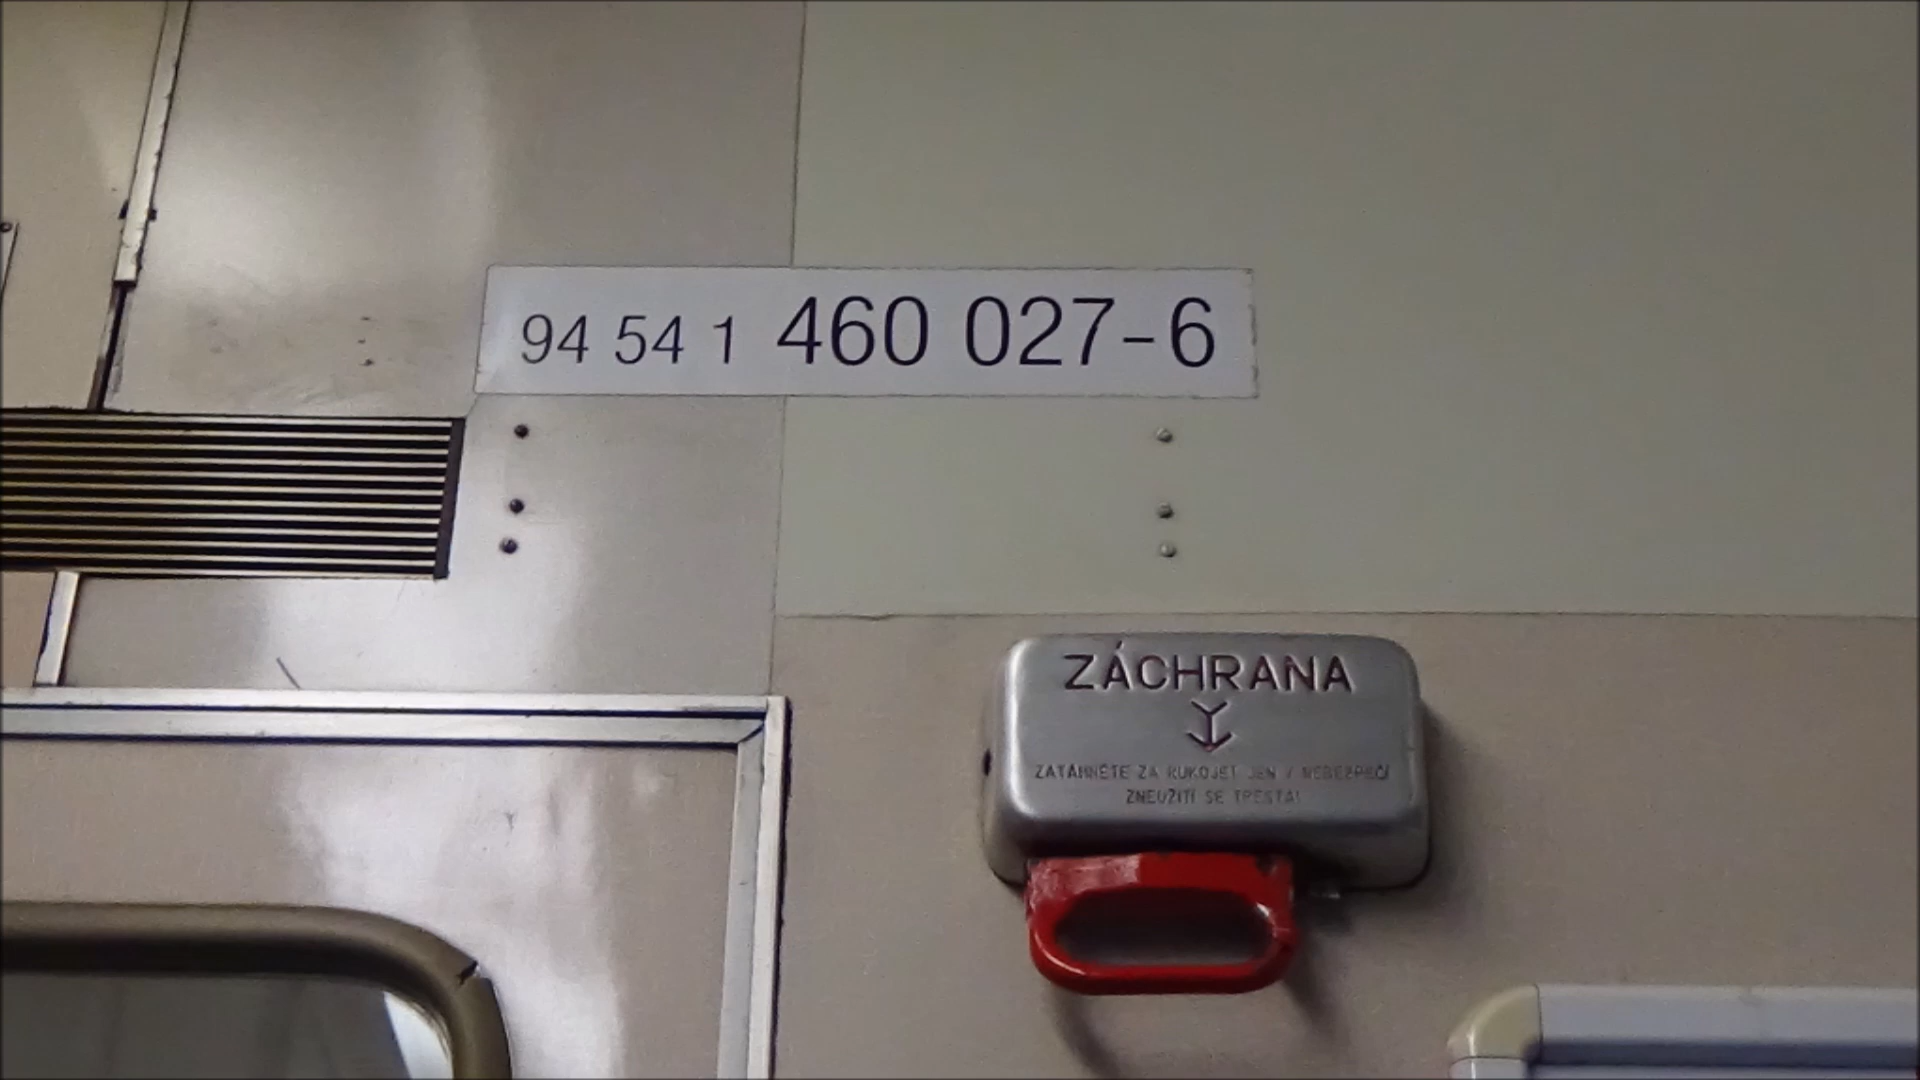 94 54 1 460 027-6
ZÁCHRANA
ZATÁHNĚTE ZA RUKOJEŤ JEN V NEBEZPEČÍ
ZNEUŽITÍ SE TRESTÁ!